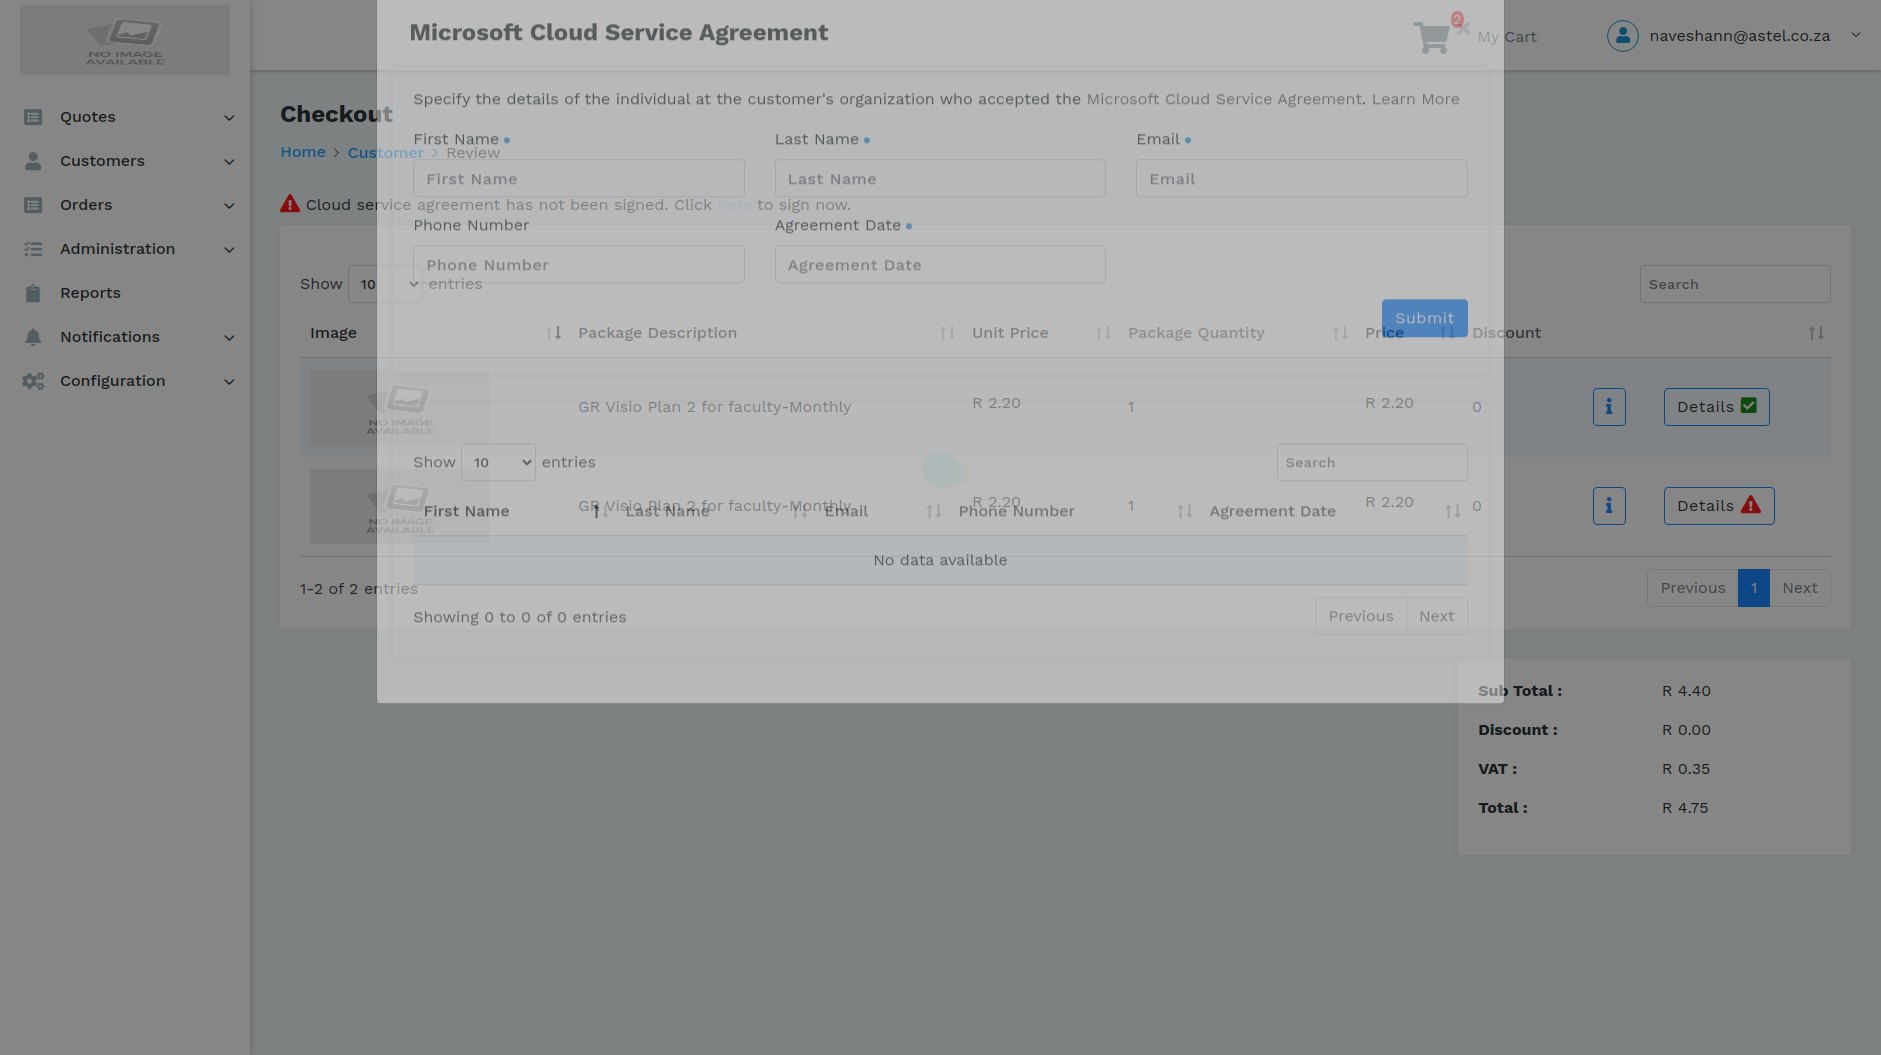 NO IMAGE
AVAILABLE
Quotes
Customers
Orders
Administration
Reports
Notifications
Configuration
Microsoft Cloud Service Agreement
2
My Cart
naveshann@astel.co.za
Checkout
Home > Customer > Review
Cloud service agreement has not been signed. Click here to sign now.
Specify the details of the individual at the customer's organization who accepted the Microsoft Cloud Service Agreement. Learn More
First Name
Last Name
Email
First Name
Last Name
Email
Phone Number
Agreement Date
Phone Number
Agreement Date
Submit
Show 10 entries
Search
Image
Package Description
Unit Price
Package Quantity
Price
Discount
NO IMAGE
AVAILABLE
GR Visio Plan 2 for faculty-Monthly
R 2.20
1
R 2.20
0
Details
NO IMAGE
AVAILABLE
GR Visio Plan 2 for faculty-Monthly
R 2.20
1
R 2.20
0
Details
1-2 of 2 entries
Previous 1 Next
Show 10 entries
Search
First Name
Last Name
Email
Phone Number
Agreement Date
No data available
Showing 0 to 0 of 0 entries
Previous Next
Sub Total : R 4.40
Discount : R 0.00
VAT : R 0.35
Total : R 4.75